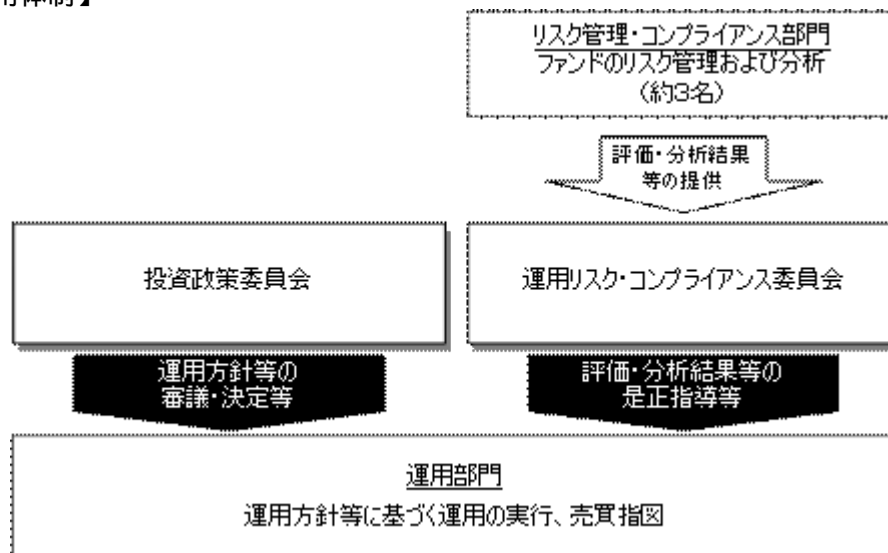 リスク管理・コンプライアンス部門
ファンドのリスク管理および分析
(約3名)
評価・分析結果
等の提供
投資政策委員会
運用リスク・コンプライアンス委員会
運用方針等の
審議・決定等
評価・分析結果等の
是正指導等
運用部門
運用方針等に基づく運用の実行、売買指図